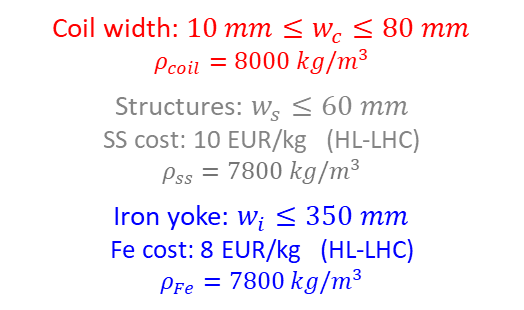 Coil width: 10 mm ≤ w_c ≤ 80 mm
ρ_coil = 8000 kg/m³
Structures: w_s ≤ 60 mm
SS cost: 10 EUR/kg (HL-LHC)
ρ_ss = 7800 kg/m³
Iron yoke: w_i ≤ 350 mm
Fe cost: 8 EUR/kg (HL-LHC)
ρ_Fe = 7800 kg/m³